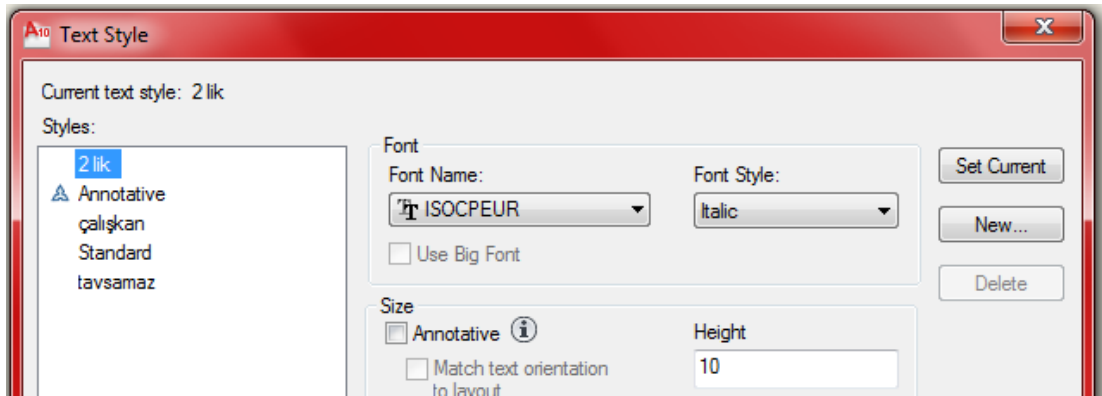 A10 Text Style
X
Current text style: 2 lik
Styles:
2 lik
Annotative
çalışkan
Standard
tavsamaz
Font
Font Name:
Font Style:
ISOCPEUR
Italic
Use Big Font
Size
Annotative
Height
Match text orientation
to layout
10
Set Current
New...
Delete